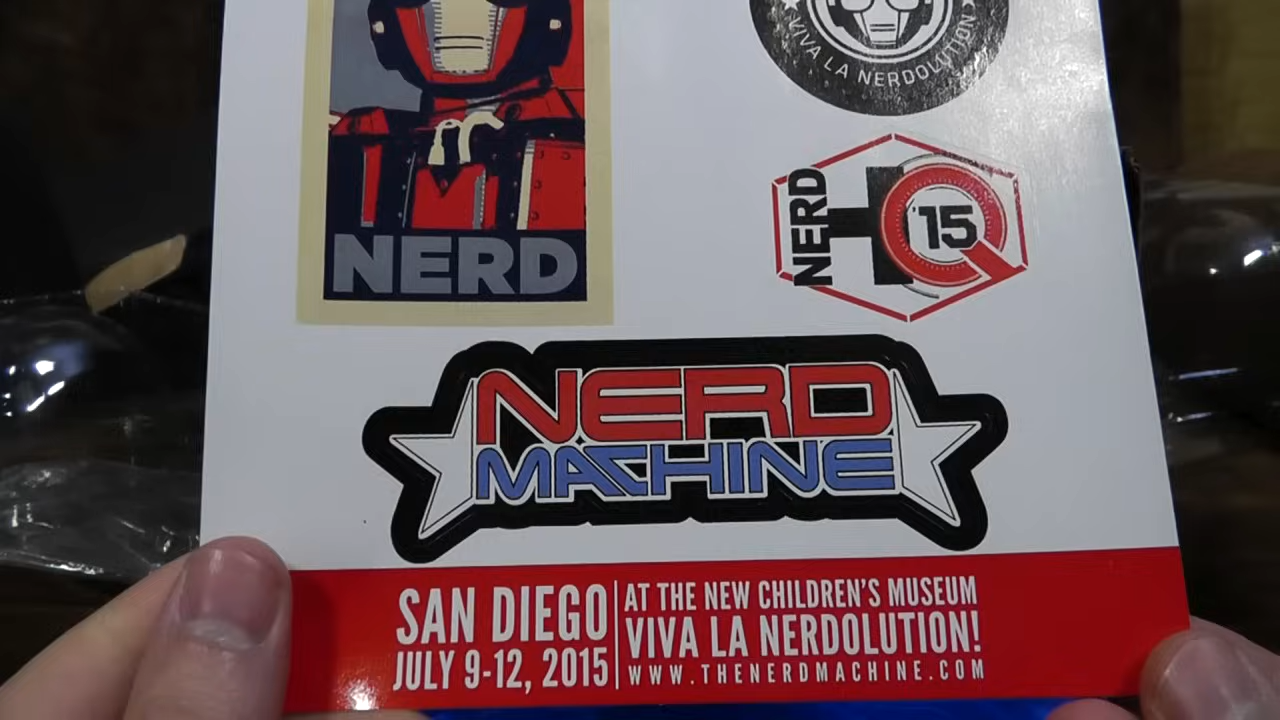 VIVA LA NERDOLUTION
NERD
'15
NERD
NERD
MACHINE
SAN DIEGO
JULY 9-12, 2015
AT THE NEW CHILDREN'S MUSEUM
VIVA LA NERDOLUTION!
WWW.THENERDMACHINE.COM